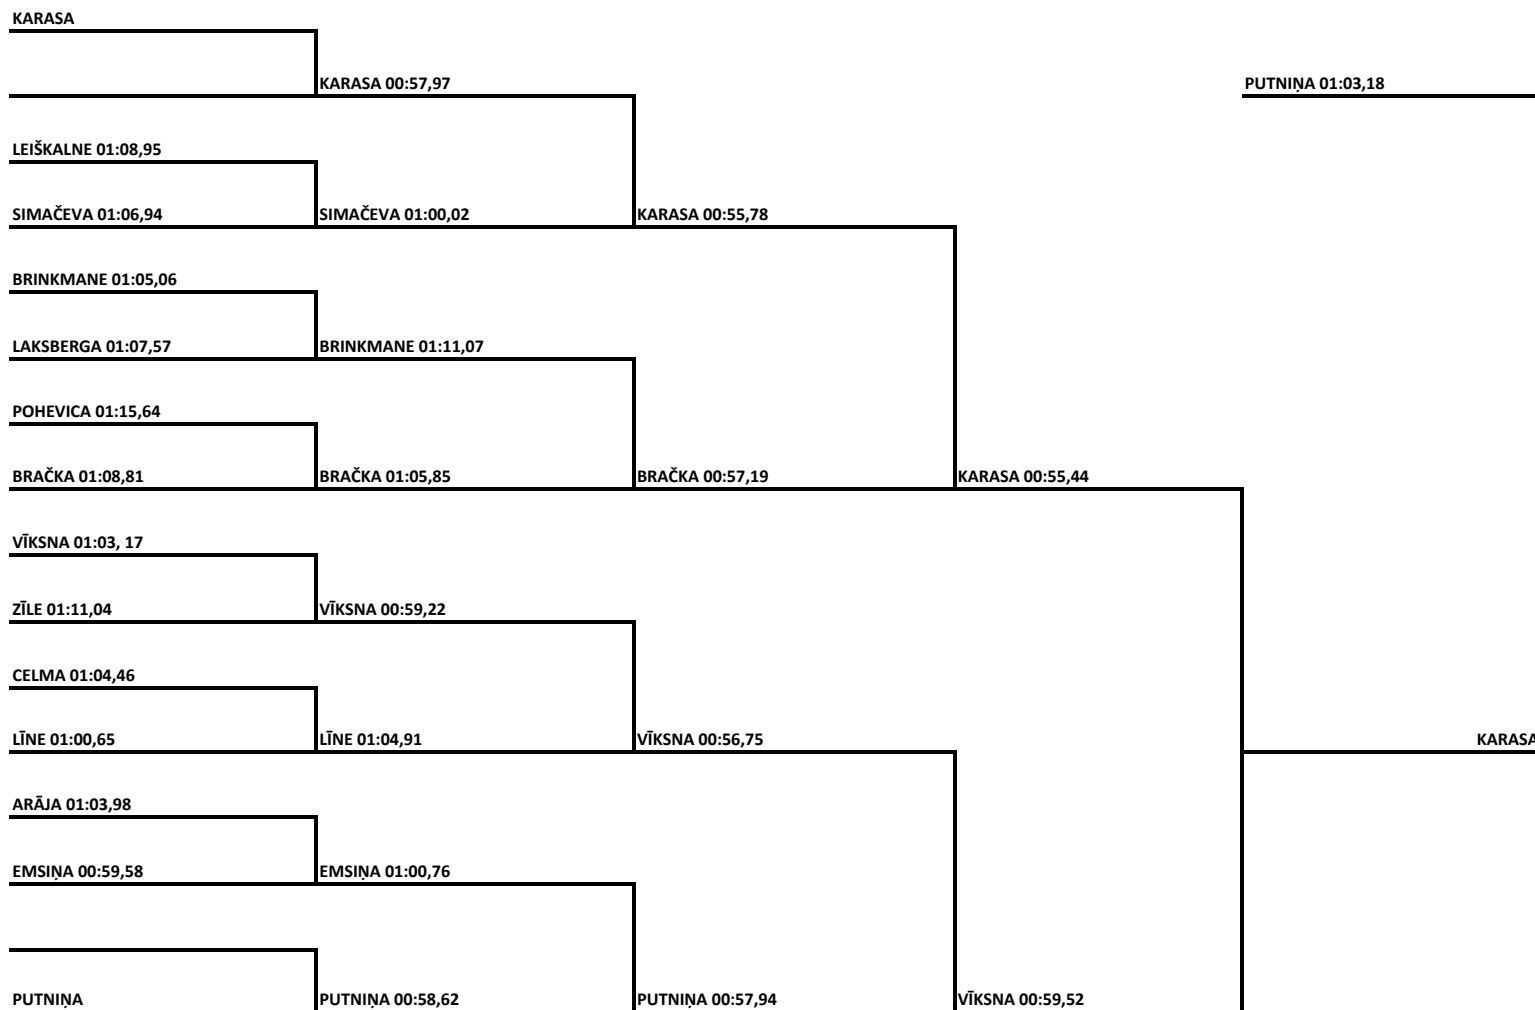 KARASA
KARASA 00:57,97
PUTNIŅA 01:03,18
LEIŠKALNE 01:08,95
SIMAČEVA 01:06,94
SIMAČEVA 01:00,02
KARASA 00:55,78
BRINKMANE 01:05,06
LAKSBERGA 01:07,57
BRINKMANE 01:11,07
POHEVICA 01:15,64
BRAČKA 01:08,81
BRAČKA 01:05,85
BRAČKA 00:57,19
KARASA 00:55,44
VĪKSNA 01:03, 17
ZĪLE 01:11,04
VĪKSNA 00:59,22
CELMA 01:04,46
LĪNE 01:00,65
LĪNE 01:04,91
VĪKSNA 00:56,75
KARASA
ARĀJA 01:03,98
EMSIŅA 00:59,58
EMSIŅA 01:00,76
PUTNIŅA
PUTNIŅA 00:58,62
PUTNIŅA 00:57,94
VĪKSNA 00:59,52